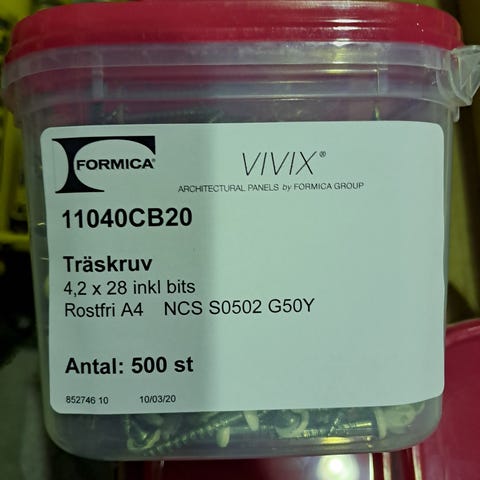 FORMICA®
VIVIX®
ARCHITECTURAL PANELS by FORMICA GROUP
11040CB20
Träskruv
4,2 x 28 inkl bits
Rostfri A4 NCS S0502 G50Y
Antal: 500 st
852746 10 10/03/20